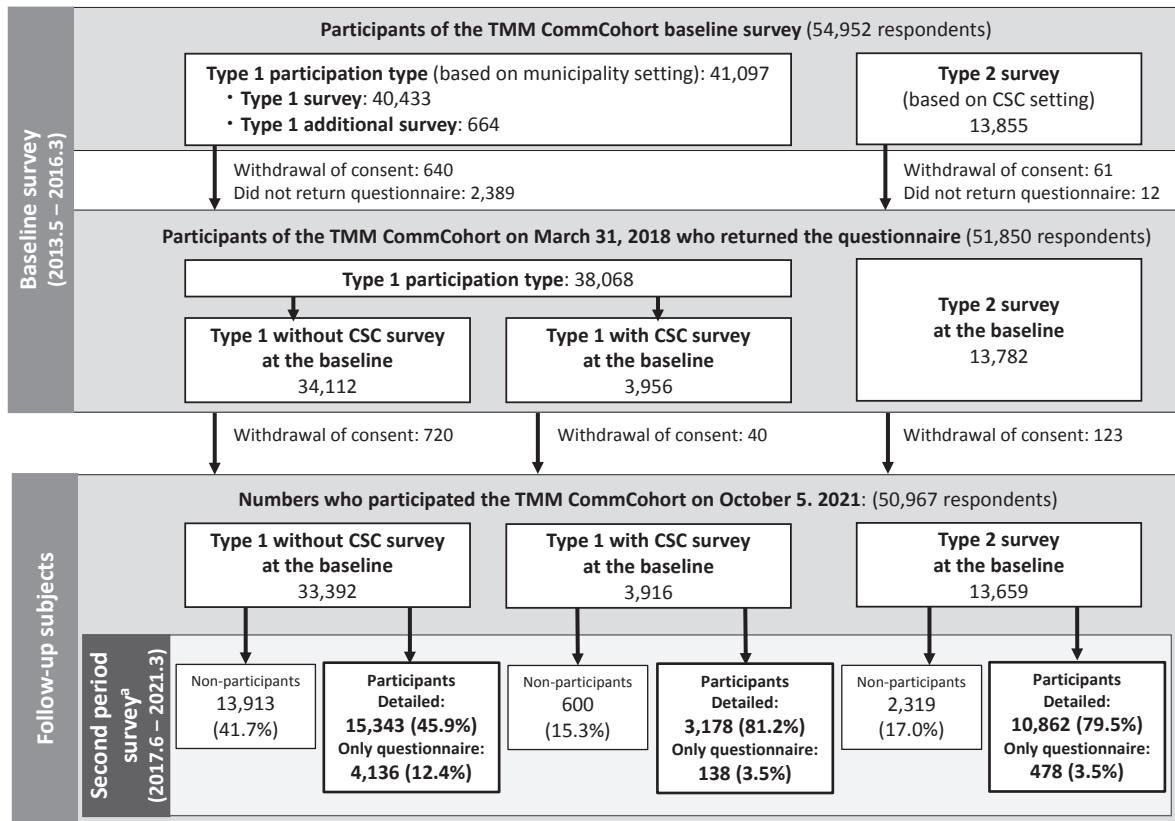 Baseline survey
(2013.5 – 2016.3)
Participants of the TMM CommCohort baseline survey (54,952 respondents)
Type 1 participation type (based on municipality setting): 41,097
・Type 1 survey: 40,433
・Type 1 additional survey: 664
Type 2 survey
(based on CSC setting)
13,855
Withdrawal of consent: 640
Did not return questionnaire: 2,389
Withdrawal of consent: 61
Did not return questionnaire: 12
Participants of the TMM CommCohort on March 31, 2018 who returned the questionnaire (51,850 respondents)
Type 1 participation type: 38,068
Type 1 without CSC survey
at the baseline
34,112
Type 1 with CSC survey
at the baseline
3,956
Type 2 survey
at the baseline
13,782
Withdrawal of consent: 720
Withdrawal of consent: 40
Withdrawal of consent: 123
Follow-up subjects
Numbers who participated the TMM CommCohort on October 5. 2021: (50,967 respondents)
Type 1 without CSC survey
at the baseline
33,392
Type 1 with CSC survey
at the baseline
3,916
Type 2 survey
at the baseline
13,659
Second period
surveyᵃ
(2017.6 – 2021.3)
Non-participants
13,913
(41.7%)
Participants
Detailed:
15,343 (45.9%)
Only questionnaire:
4,136 (12.4%)
Non-participants
600
(15.3%)
Participants
Detailed:
3,178 (81.2%)
Only questionnaire:
138 (3.5%)
Non-participants
2,319
(17.0%)
Participants
Detailed:
10,862 (79.5%)
Only questionnaire:
478 (3.5%)